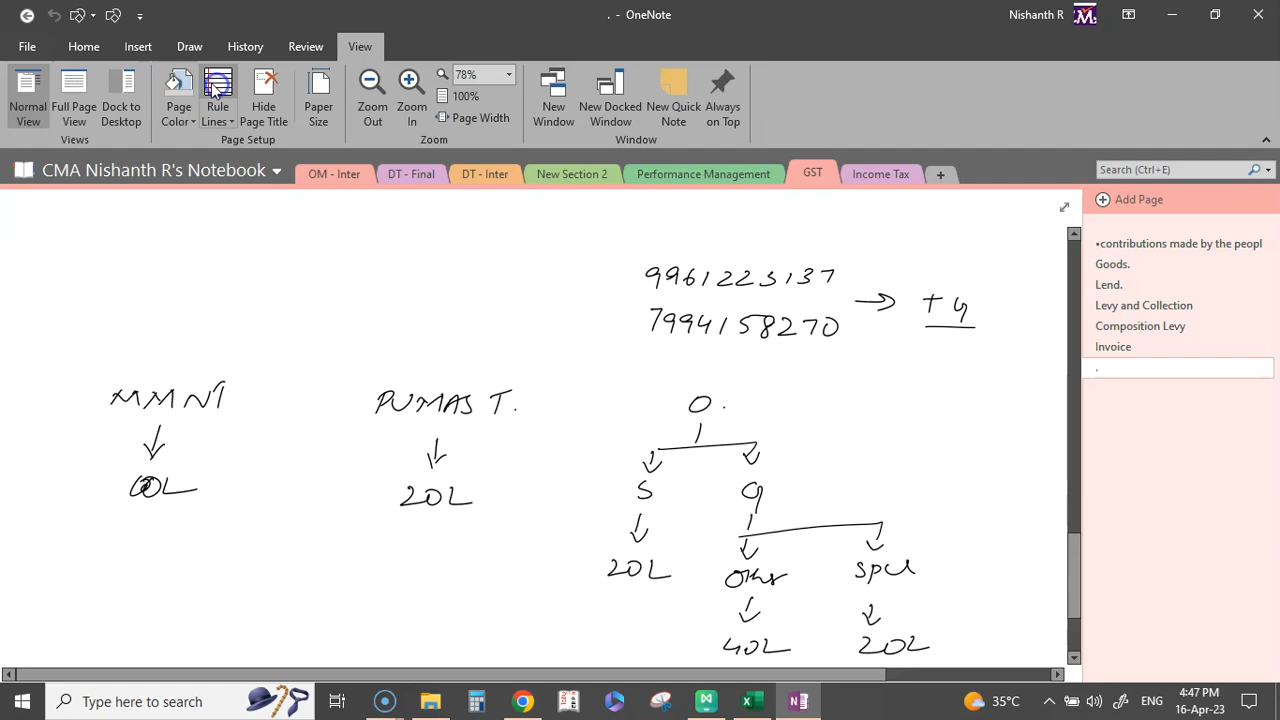 . - OneNote
Nishanth R
File Home Insert Draw History Review View
Normal View
Full Page View
Dock to Desktop
Page Color
Rule Lines
Hide Page Title
Paper Size
Zoom Out
Zoom In
78%
100%
Page Width
New Window
New Docked Window
New Quick Note
Always on Top
Views Page Setup Zoom Window
CMA Nishanth R's Notebook
OM - Inter DT - Final DT - Inter New Section 2 Performance Management GST Income Tax +
Search (Ctrl+E)
Add Page
•contributions made by the peopl
Goods.
Lend.
Levy and Collection
Composition Levy
Invoice
.
9961223137
7994158270
MMNT PUMAS T. O.
20L
S G
20L Other Spcl
40L 20L
Type here to search
35°C
ENG
4:47 PM
16-Apr-23